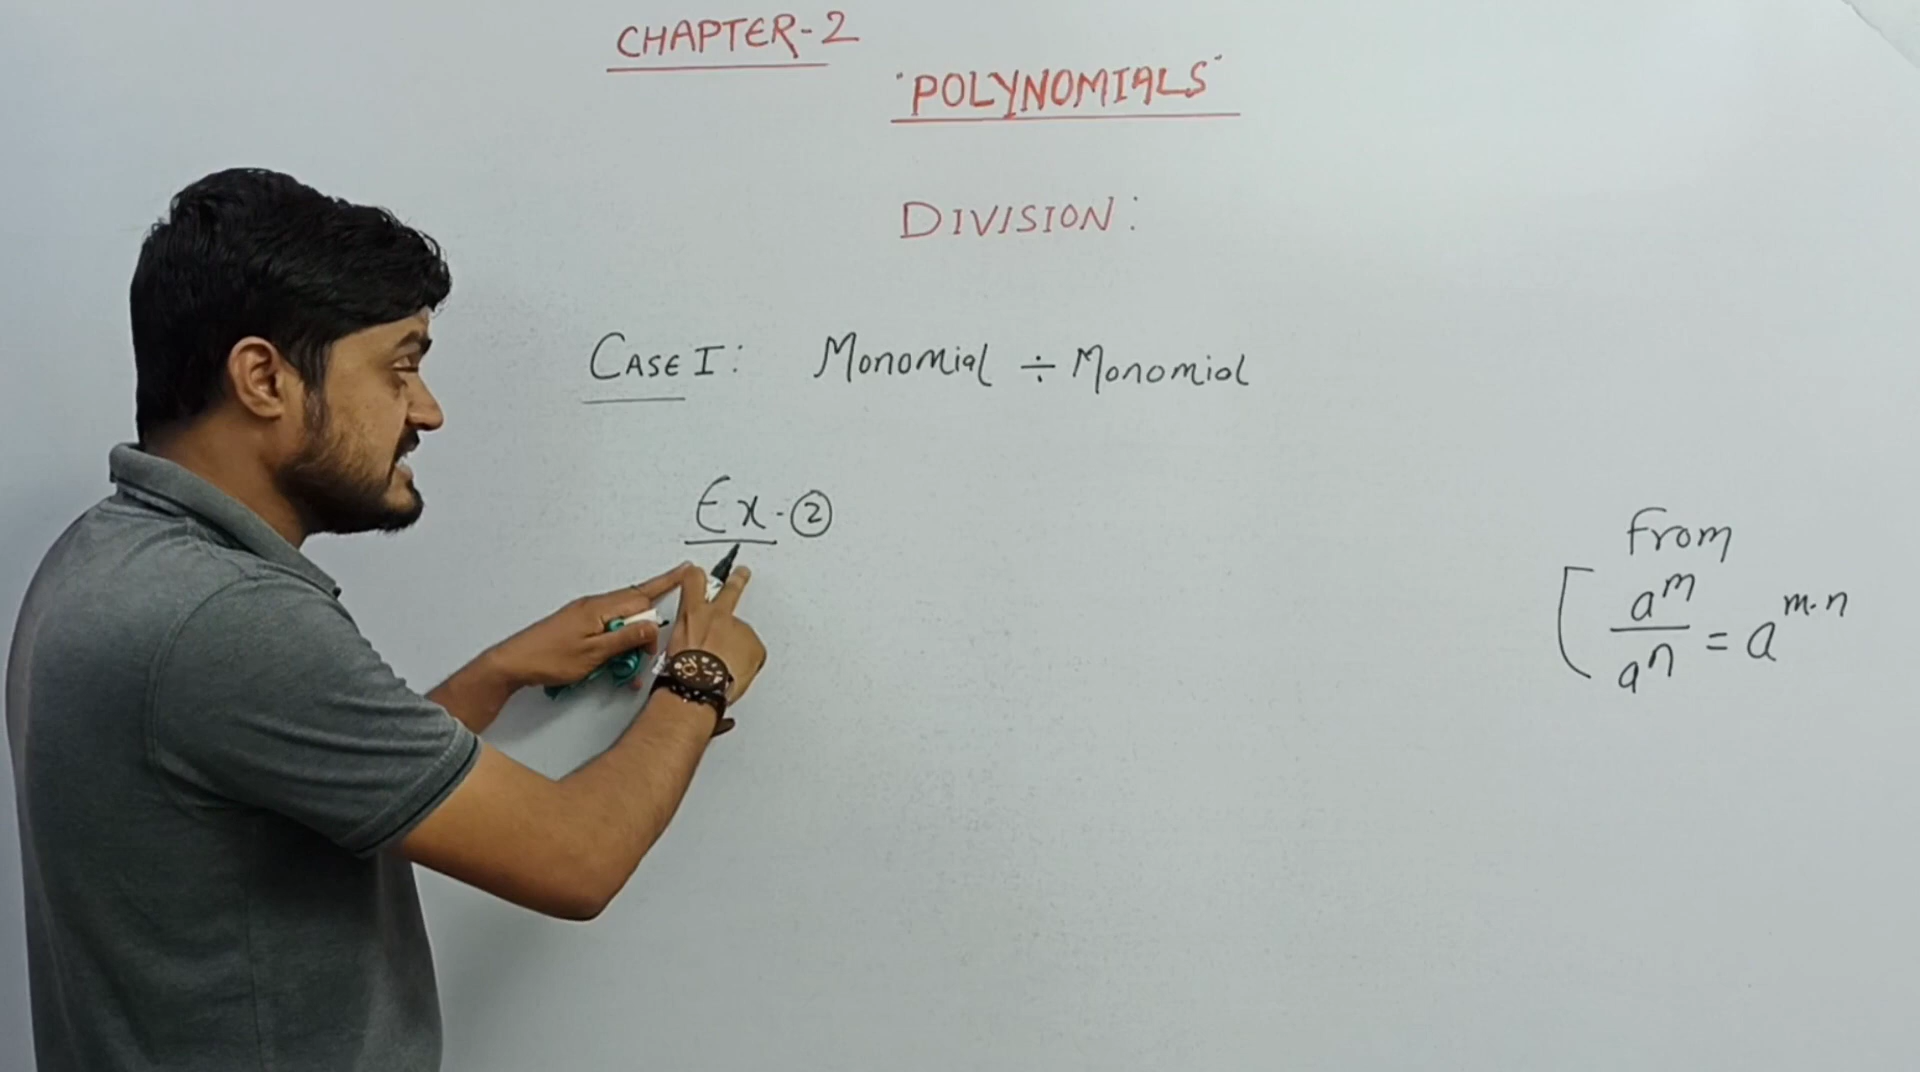 CHAPTER-2
"POLYNOMIALS"
DIVISION:
CASE I: Monomial ÷ Monomial
Ex-②
From
a^m/a^n = a^m-n